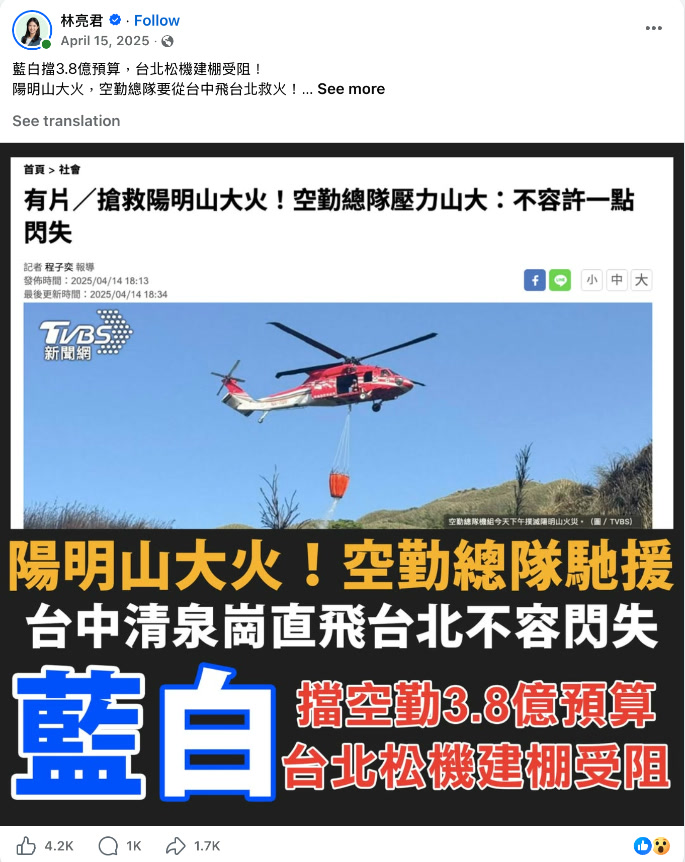 林亮君 · Follow
April 15, 2025 ·
藍白擋3.8億預算，台北松機建棚受阻！
陽明山大火，空勤總隊要從台中飛台北救火！... See more
See translation
首頁 > 社會
有片／搶救陽明山大火！空勤總隊壓力山大：不容許一點
閃失
記者 程子奕 報導
發佈時間：2025/04/14 18:13
最後更新時間：2025/04/14 18:34
小 中 大
TVBS
新聞網
空勤總隊機組今天下午撲滅陽明山火災。（圖 / TVBS）
陽明山大火！空勤總隊馳援
台中清泉崗直飛台北不容閃失
藍白
擋空勤3.8億預算
台北松機建棚受阻
4.2K 1K 1.7K